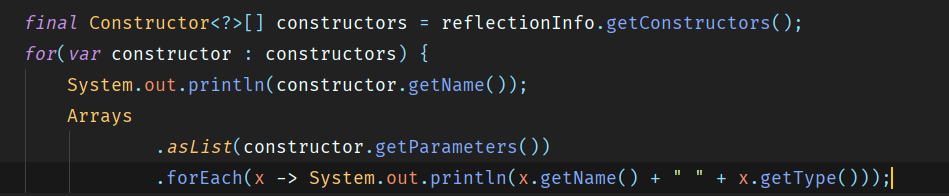 final Constructor<?>[] constructors = reflectionInfo.getConstructors();
for(var constructor : constructors) {
System.out.println(constructor.getName());
Arrays
.asList(constructor.getParameters())
.forEach(x -> System.out.println(x.getName() + " " + x.getType()));